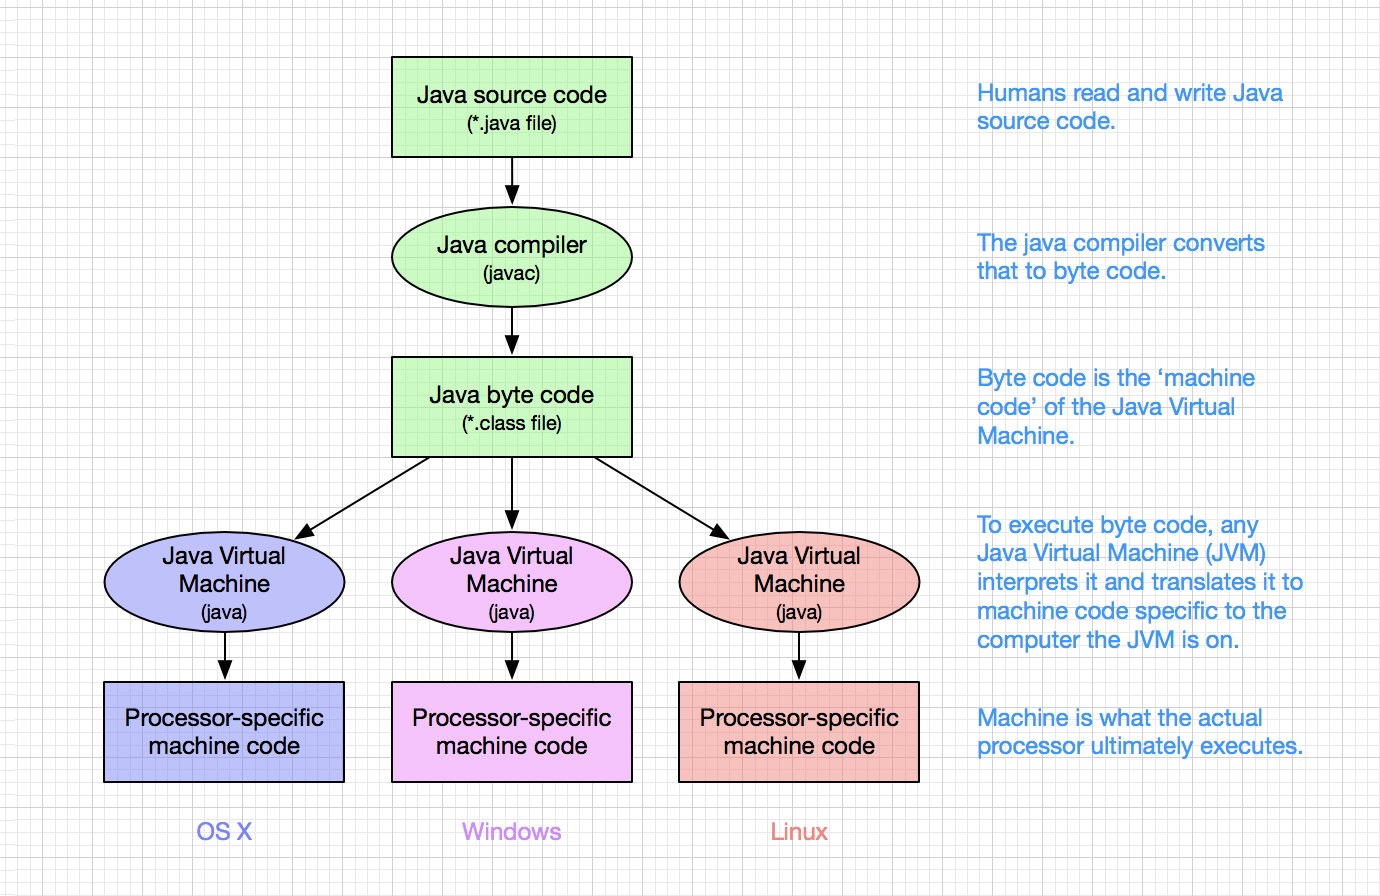 Java source code
(*.java file)
Humans read and write Java
source code.
Java compiler
(javac)
The java compiler converts
that to byte code.
Java byte code
(*.class file)
Byte code is the ‘machine
code’ of the Java Virtual
Machine.
Java Virtual
Machine
(java)
Java Virtual
Machine
(java)
Java Virtual
Machine
(java)
To execute byte code, any
Java Virtual Machine (JVM)
interprets it and translates it to
machine code specific to the
computer the JVM is on.
Processor-specific
machine code
Processor-specific
machine code
Processor-specific
machine code
Machine is what the actual
processor ultimately executes.
OS X
Windows
Linux